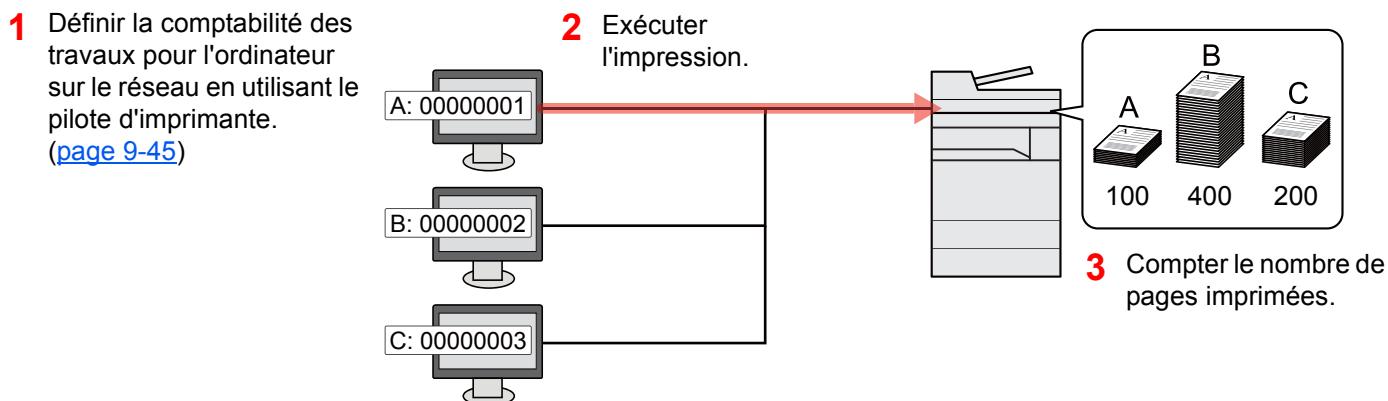 1 Définir la comptabilité des
travaux pour l'ordinateur
sur le réseau en utilisant le
pilote d'imprimante.
(page 9-45)
2 Exécuter
l'impression.
A: 00000001
B: 00000002
C: 00000003
A
B
C
100
400
200
3 Compter le nombre de
pages imprimées.